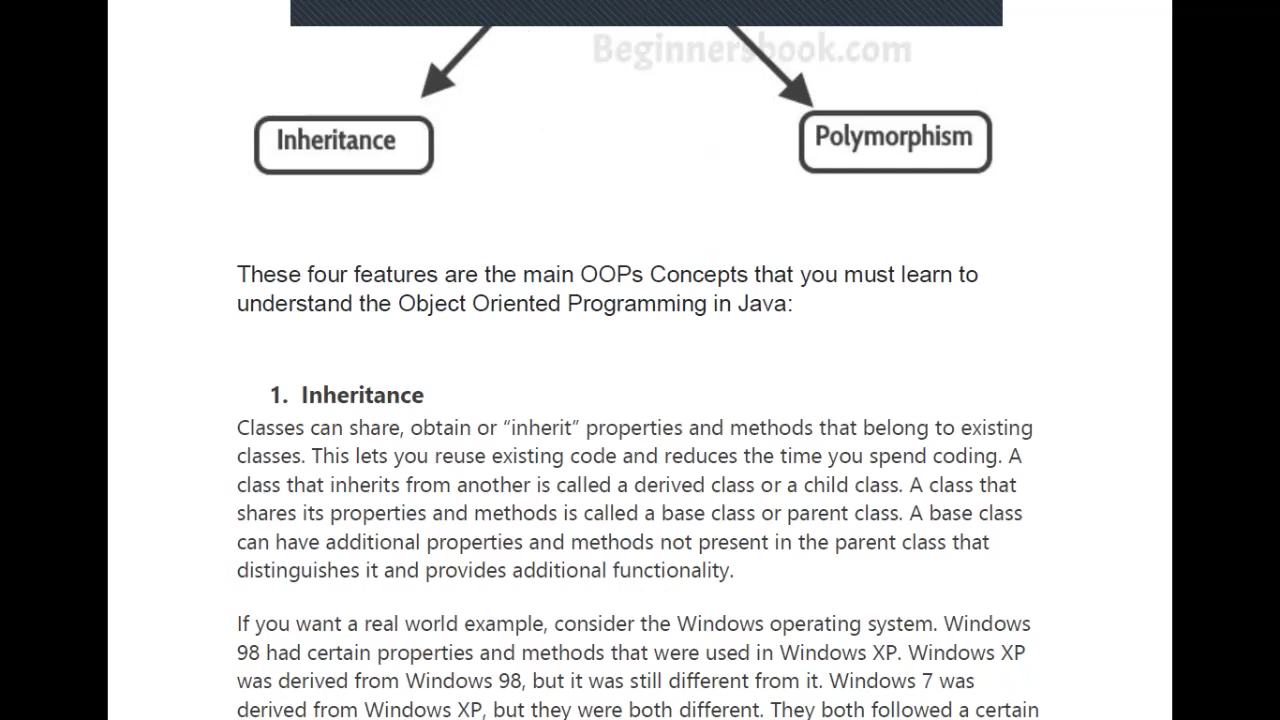 Beginnersbook.com
Inheritance
Polymorphism
These four features are the main OOPs Concepts that you must learn to
understand the Object Oriented Programming in Java:
1. Inheritance
Classes can share, obtain or “inherit” properties and methods that belong to existing
classes. This lets you reuse existing code and reduces the time you spend coding. A
class that inherits from another is called a derived class or a child class. A class that
shares its properties and methods is called a base class or parent class. A base class
can have additional properties and methods not present in the parent class that
distinguishes it and provides additional functionality.
If you want a real world example, consider the Windows operating system. Windows
98 had certain properties and methods that were used in Windows XP. Windows XP
was derived from Windows 98, but it was still different from it. Windows 7 was
derived from Windows XP, but they were both different. They both followed a certain